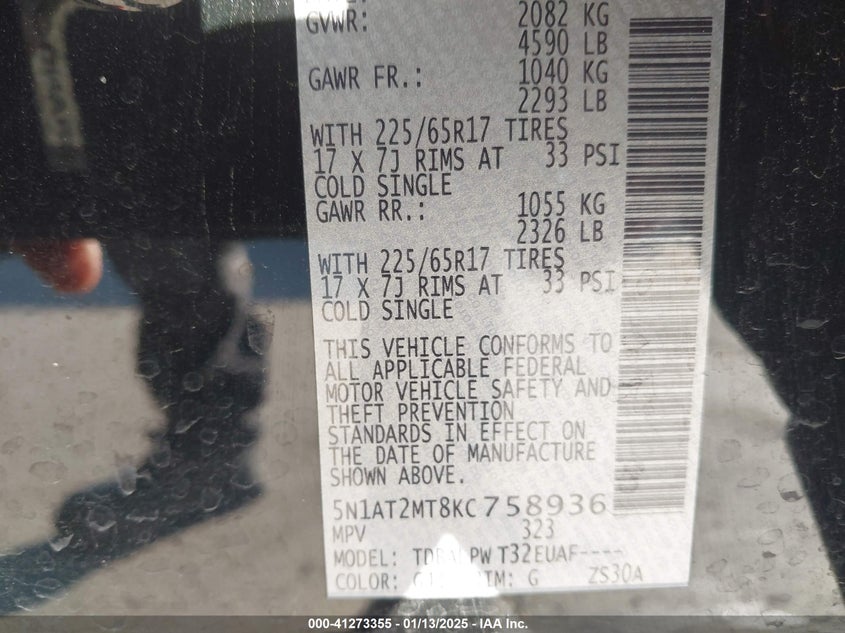 GVWR: 2082 KG
4590 LB
GAWR FR.: 1040 KG
2293 LB
WITH 225/65R17 TIRES
17 X 7J RIMS AT 33 PSI
COLD SINGLE
GAWR RR.: 1055 KG
2326 LB
WITH 225/65R17 TIRES
17 X 7J RIMS AT 33 PSI
COLD SINGLE
THIS VEHICLE CONFORMS TO
ALL APPLICABLE FEDERAL
MOTOR VEHICLE SAFETY AND
THEFT PREVENTION
STANDARDS IN EFFECT ON
THE DATE OF MANUFACTURE
SHOWN ABOVE.
5N1AT2MT8KC758936
MPV 323
MODEL: T32EUAF----
COLOR: G ZS30A
000-41273355 — 01/13/2025 — IAA Inc.